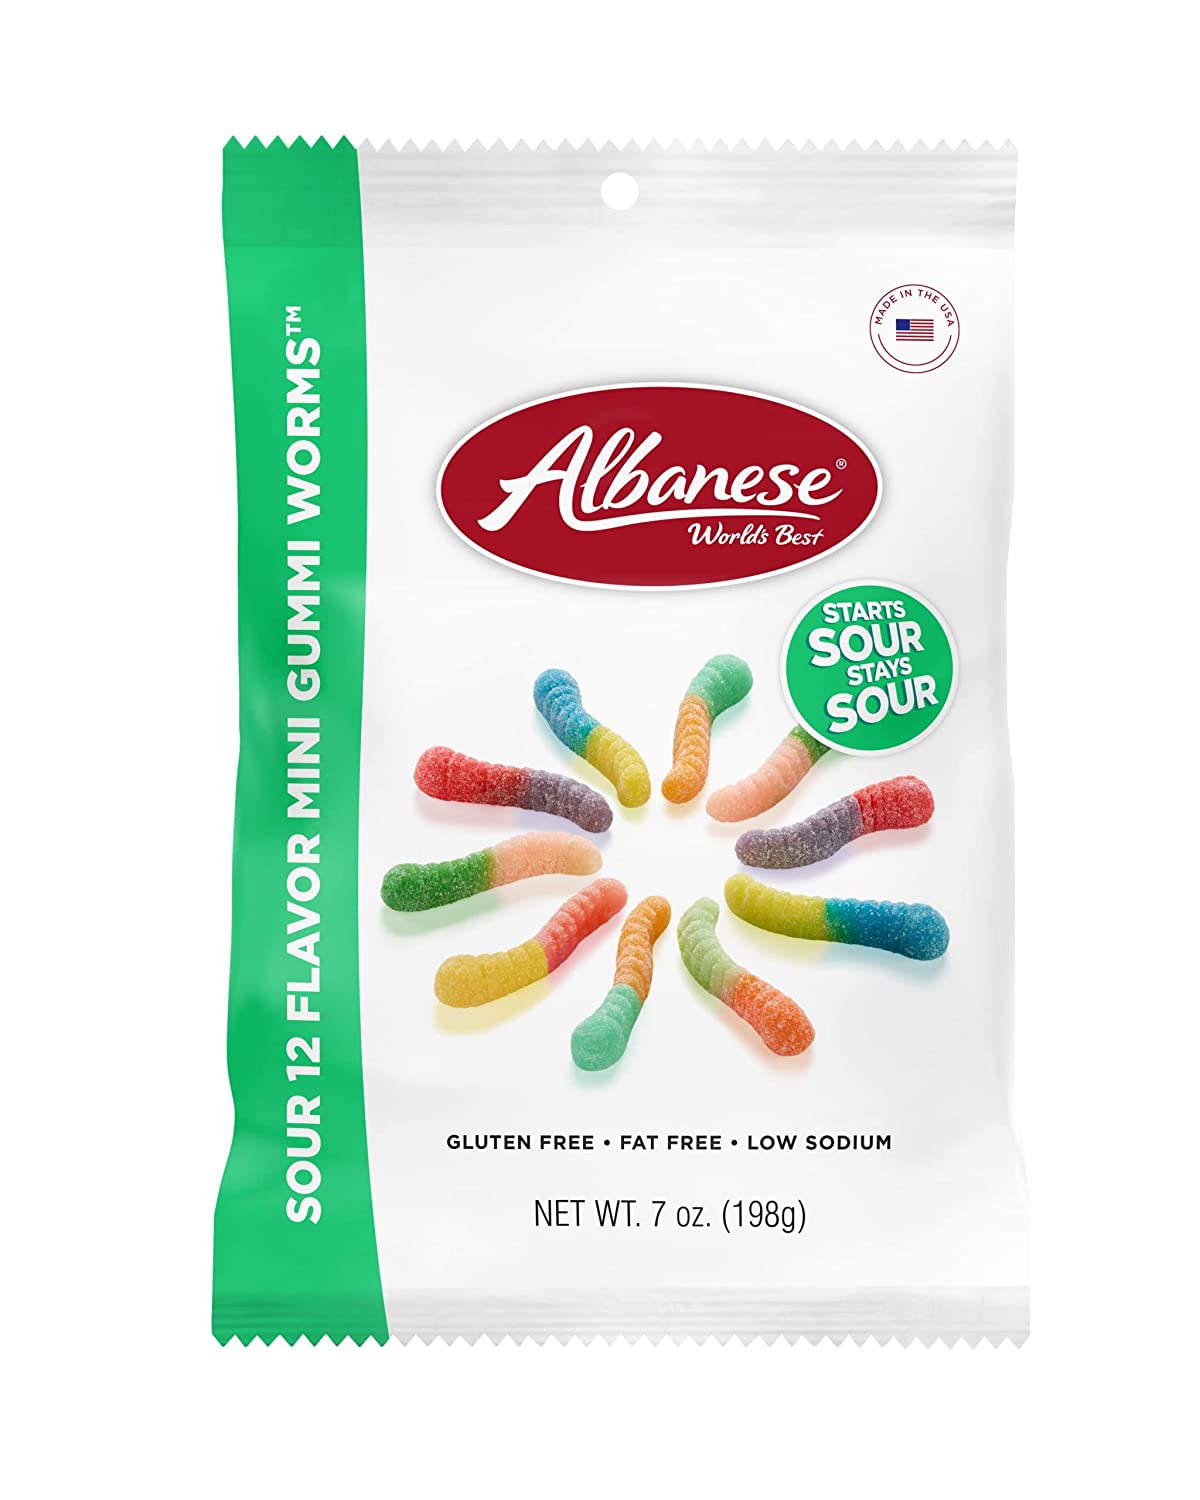 MADE IN THE USA
Albanese®
World's Best
STARTS
SOUR
STAYS
SOUR
SOUR 12 FLAVOR MINI GUMMI WORMS™
GLUTEN FREE • FAT FREE • LOW SODIUM
NET WT. 7 oz. (198g)